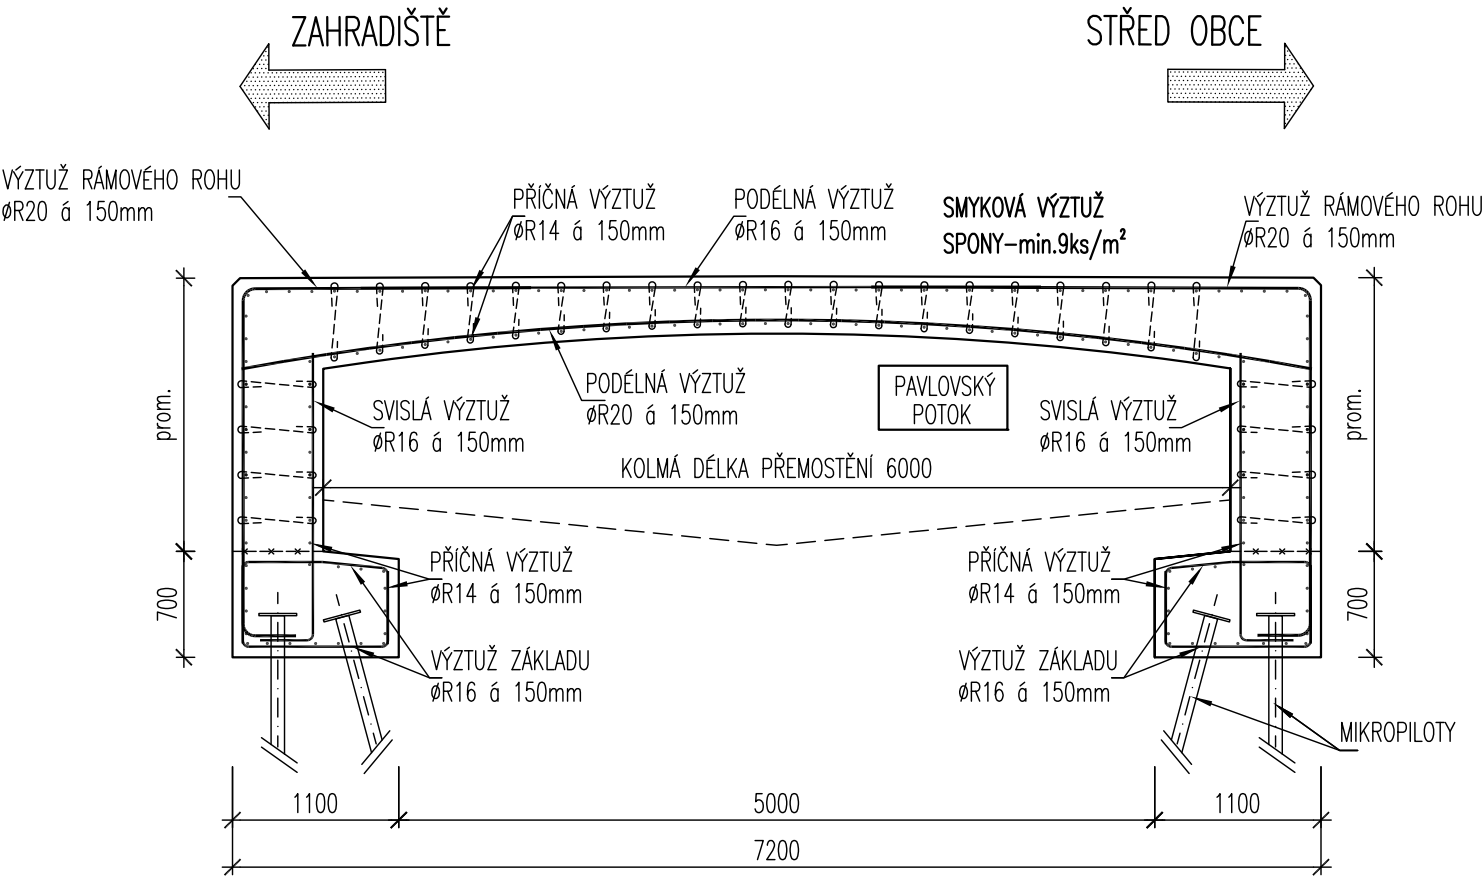 ZAHRADIŠTĚ
STŘED OBCE
VÝZTUŽ RÁMOVÉHO ROHU
øR20 á 150mm
PŘÍČNÁ VÝZTUŽ
øR14 á 150mm
PODÉLNÁ VÝZTUŽ
øR16 á 150mm
SMYKOVÁ VÝZTUŽ
SPONY-min.9ks/m²
VÝZTUŽ RÁMOVÉHO ROHU
øR20 á 150mm
prom.
SVISLÁ VÝZTUŽ
øR16 á 150mm
PODÉLNÁ VÝZTUŽ
øR20 á 150mm
PAVLOVSKÝ
POTOK
SVISLÁ VÝZTUŽ
øR16 á 150mm
prom.
KOLMÁ DÉLKA PŘEMOSTĚNÍ 6000
700
PŘÍČNÁ VÝZTUŽ
øR14 á 150mm
PŘÍČNÁ VÝZTUŽ
øR14 á 150mm
700
VÝZTUŽ ZÁKLADU
øR16 á 150mm
VÝZTUŽ ZÁKLADU
øR16 á 150mm
MIKROPILOTY
1100
5000
1100
7200